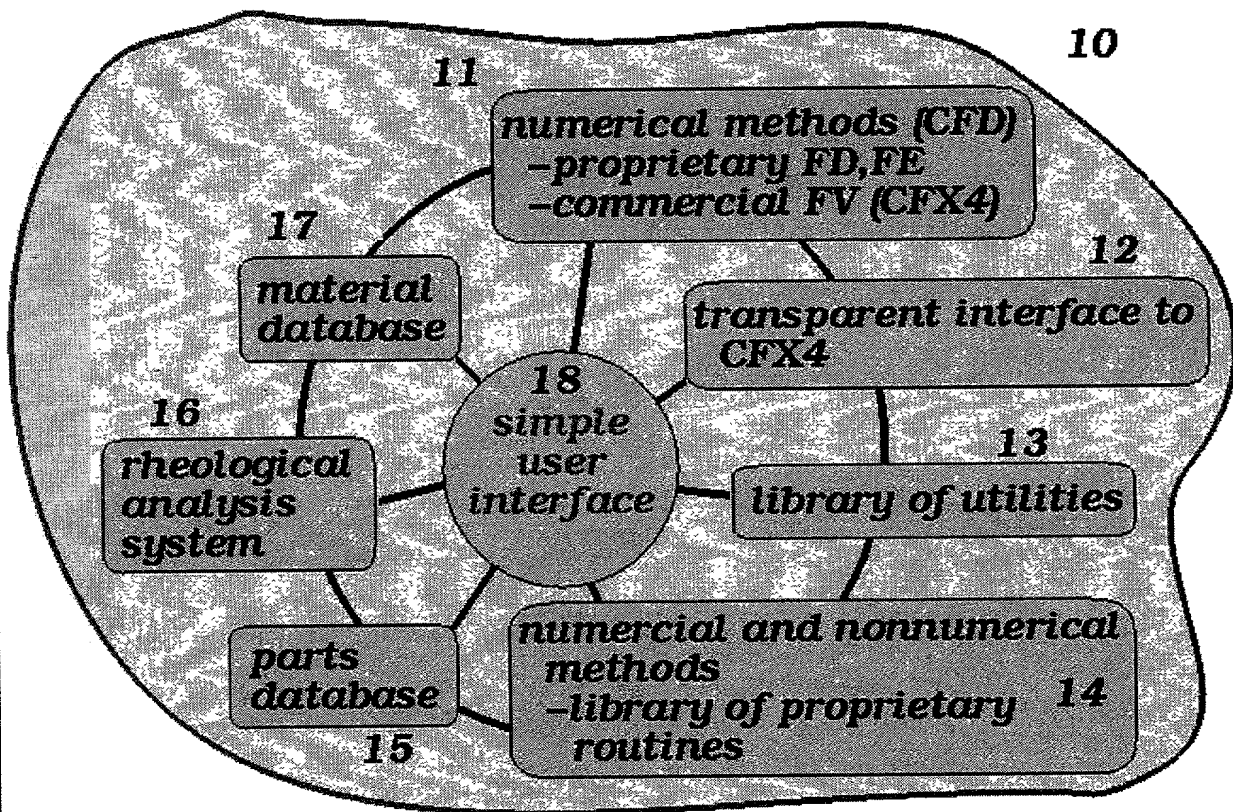 10
11
numerical methods (CFD)
–proprietary FD,FE
–commercial FV (CFX4)
12
transparent interface to
CFX4
13
library of utilities
numercial and nonnumerical
methods
–library of proprietary
routines
14
15
parts
database
16
rheological
analysis
system
17
material
database
18
simple
user
interface